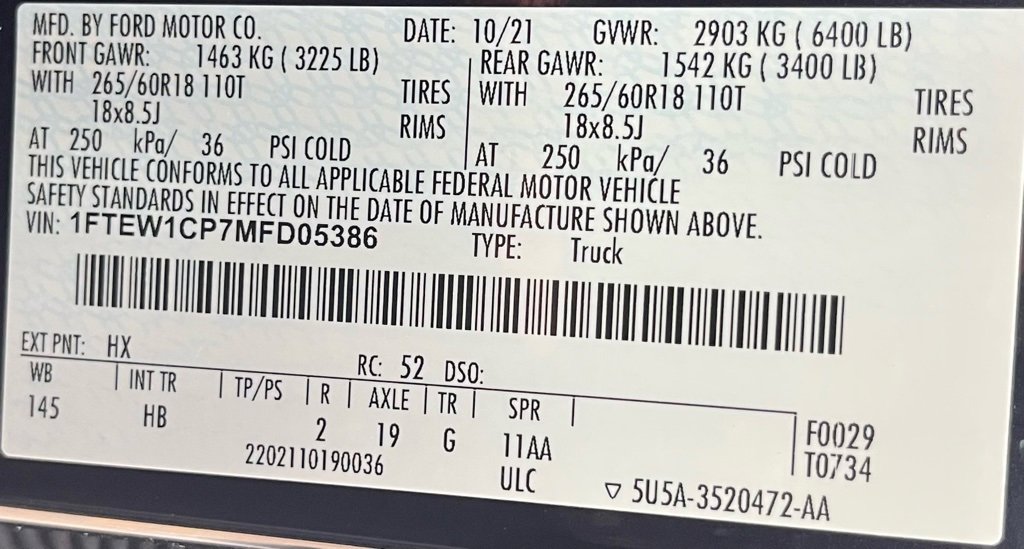 MFD. BY FORD MOTOR CO. DATE: 10/21 GVWR: 2903 KG ( 6400 LB)
FRONT GAWR: 1463 KG ( 3225 LB) REAR GAWR: 1542 KG ( 3400 LB)
WITH 265/60R18 110T TIRES WITH 265/60R18 110T TIRES
18x8.5J RIMS 18x8.5J RIMS
AT 250 kPa/ 36 PSI COLD AT 250 kPa/ 36 PSI COLD
THIS VEHICLE CONFORMS TO ALL APPLICABLE FEDERAL MOTOR VEHICLE
SAFETY STANDARDS IN EFFECT ON THE DATE OF MANUFACTURE SHOWN ABOVE.
VIN: 1FTEW1CP7MFD05386 TYPE: Truck
EXT PNT: HX RC: 52 DSO:
WB INT TR TP/PS R AXLE TR SPR
145 HB 2 19 G 11AA F0029
2202110190036 ULC T0734
▽ 5U5A-3520472-AA